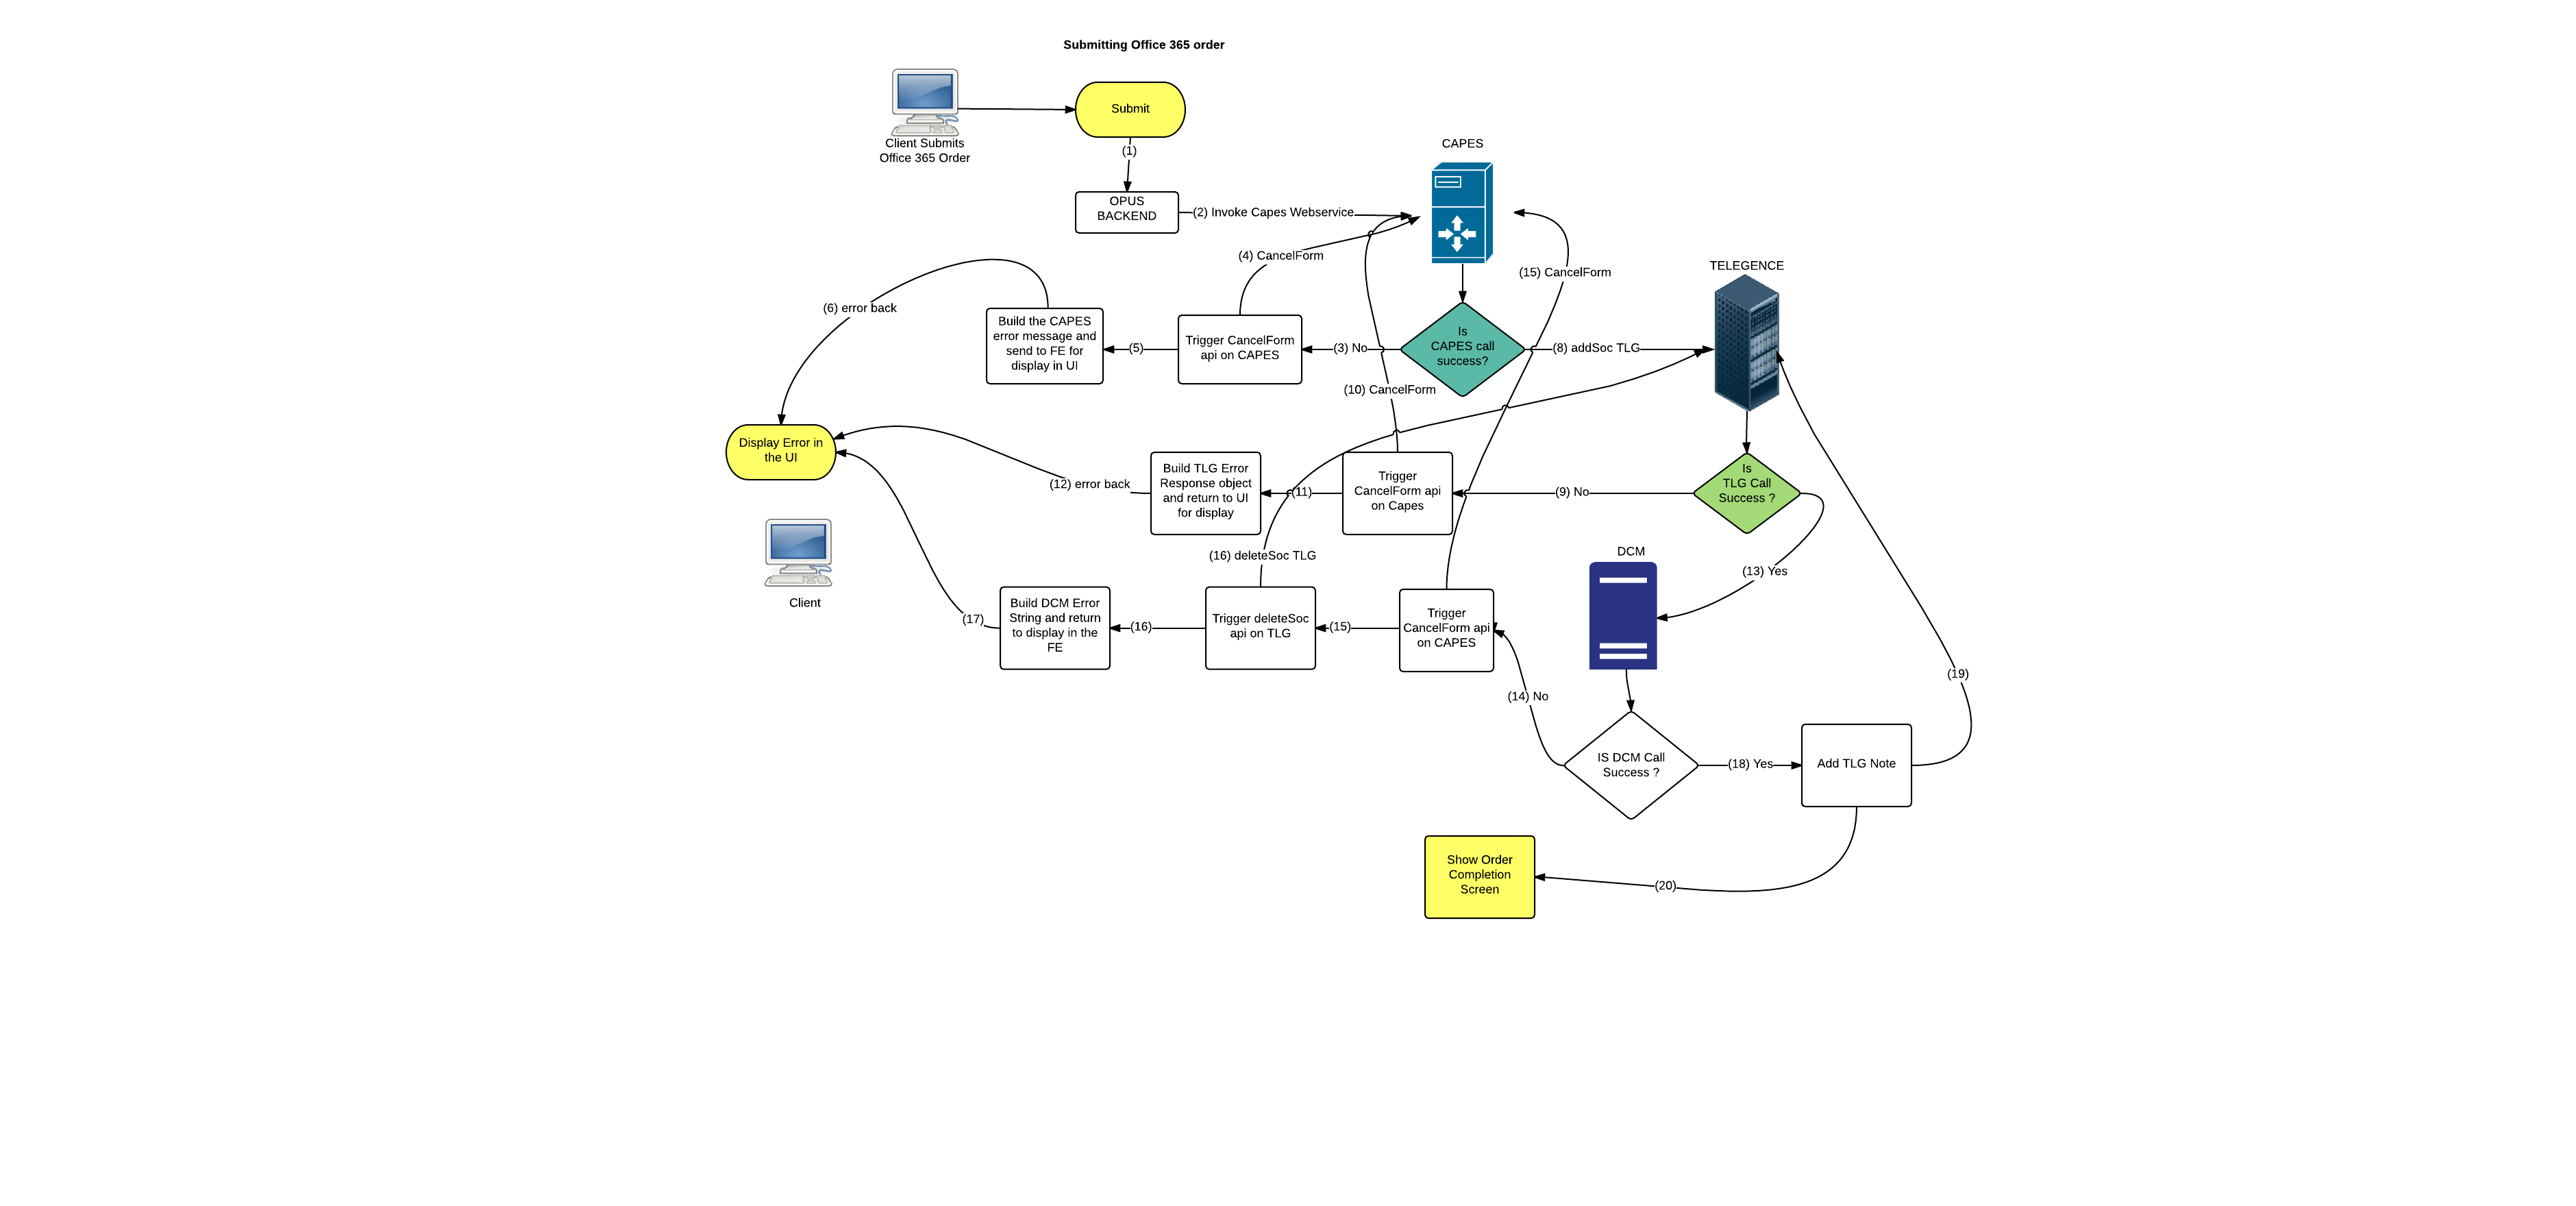 Submitting Office 365 order
Submit
Client Submits
Office 365 Order
(1)
CAPES
OPUS
BACKEND
(2) Invoke Capes Webservice
(4) CancelForm
(15) CancelForm
TELEGENCE
(6) error back
Build the CAPES
error message and
send to FE for
display in UI
(5)
Trigger CancelForm
api on CAPES
(3) No
Is
CAPES call
success?
(8) addSoc TLG
(10) CancelForm
Display Error in
the UI
(12) error back
Build TLG Error
Response object
and return to UI
for display
(11)
Trigger
CancelForm api
on Capes
(9) No
Is
TLG Call
Success ?
(16) deleteSoc TLG
DCM
(13) Yes
Client
(17)
Build DCM Error
String and return
to display in the
FE
(16)
Trigger deleteSoc
api on TLG
(15)
Trigger
CancelForm api
on CAPES
(14) No
(19)
IS DCM Call
Success ?
(18) Yes
Add TLG Note
Show Order
Completion
Screen
(20)